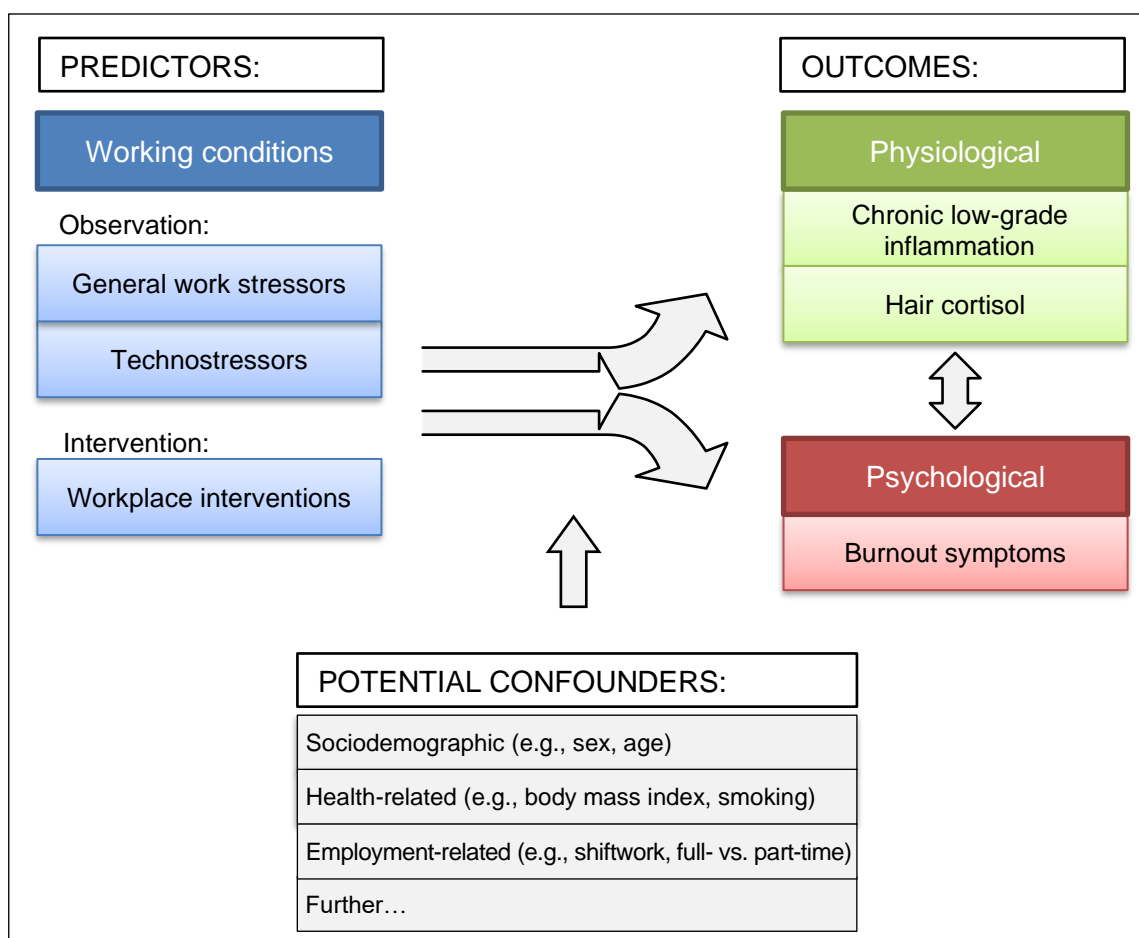 PREDICTORS:
Working conditions
Observation:
General work stressors
Technostressors
Intervention:
Workplace interventions
OUTCOMES:
Physiological
Chronic low-grade
inflammation
Hair cortisol
Psychological
Burnout symptoms
POTENTIAL CONFOUNDERS:
Sociodemographic (e.g., sex, age)
Health-related (e.g., body mass index, smoking)
Employment-related (e.g., shiftwork, full- vs. part-time)
Further…